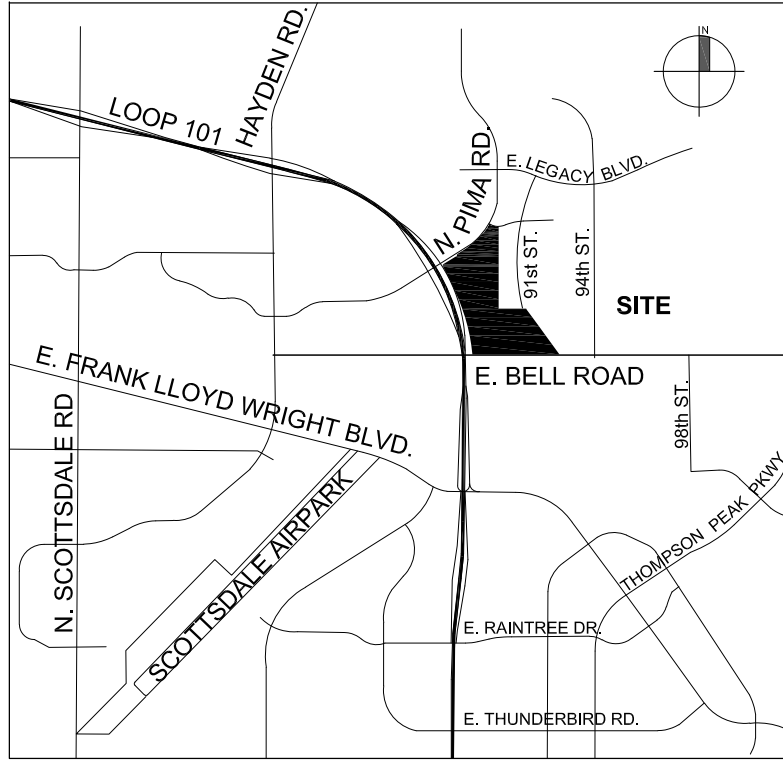 N
HAYDEN RD.
LOOP 101
N. PIMA RD.
E. LEGACY BLVD.
91st ST.
94th ST.
SITE
E. BELL ROAD
E. FRANK LLOYD WRIGHT BLVD.
N. SCOTTSDALE RD
98th ST.
SCOTTSDALE AIRPARK
THOMPSON PEAK PKWY
E. RAINTREE DR.
E. THUNDERBIRD RD.